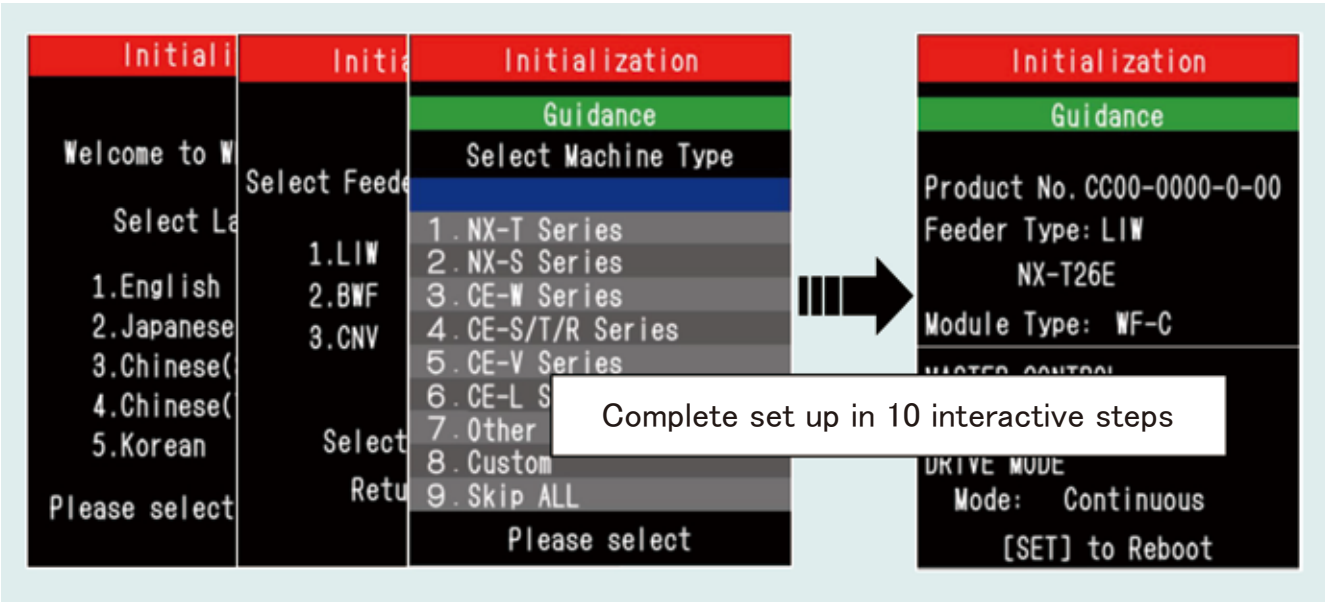 Initiali
Welcome to W
Select La
1.English
2.Japanese
3.Chinese(
4.Chinese(
5.Korean
Please select
Initia
Select Feede
1.LIW
2.BWF
3.CNV
Select
Retu
Initialization
Guidance
Select Machine Type
1.NX-T Series
2.NX-S Series
3.CE-W Series
4.CE-S/T/R Series
5.CE-V Series
6.CE-L S
7.Other
8.Custom
9.Skip ALL
Please select
Complete set up in 10 interactive steps
Initialization
Guidance
Product No.CC00-0000-0-00
Feeder Type:LIW
NX-T26E
Module Type: WF-C
MASTER CONTROL
DRIVE MODE
Mode: Continuous
[SET] to Reboot